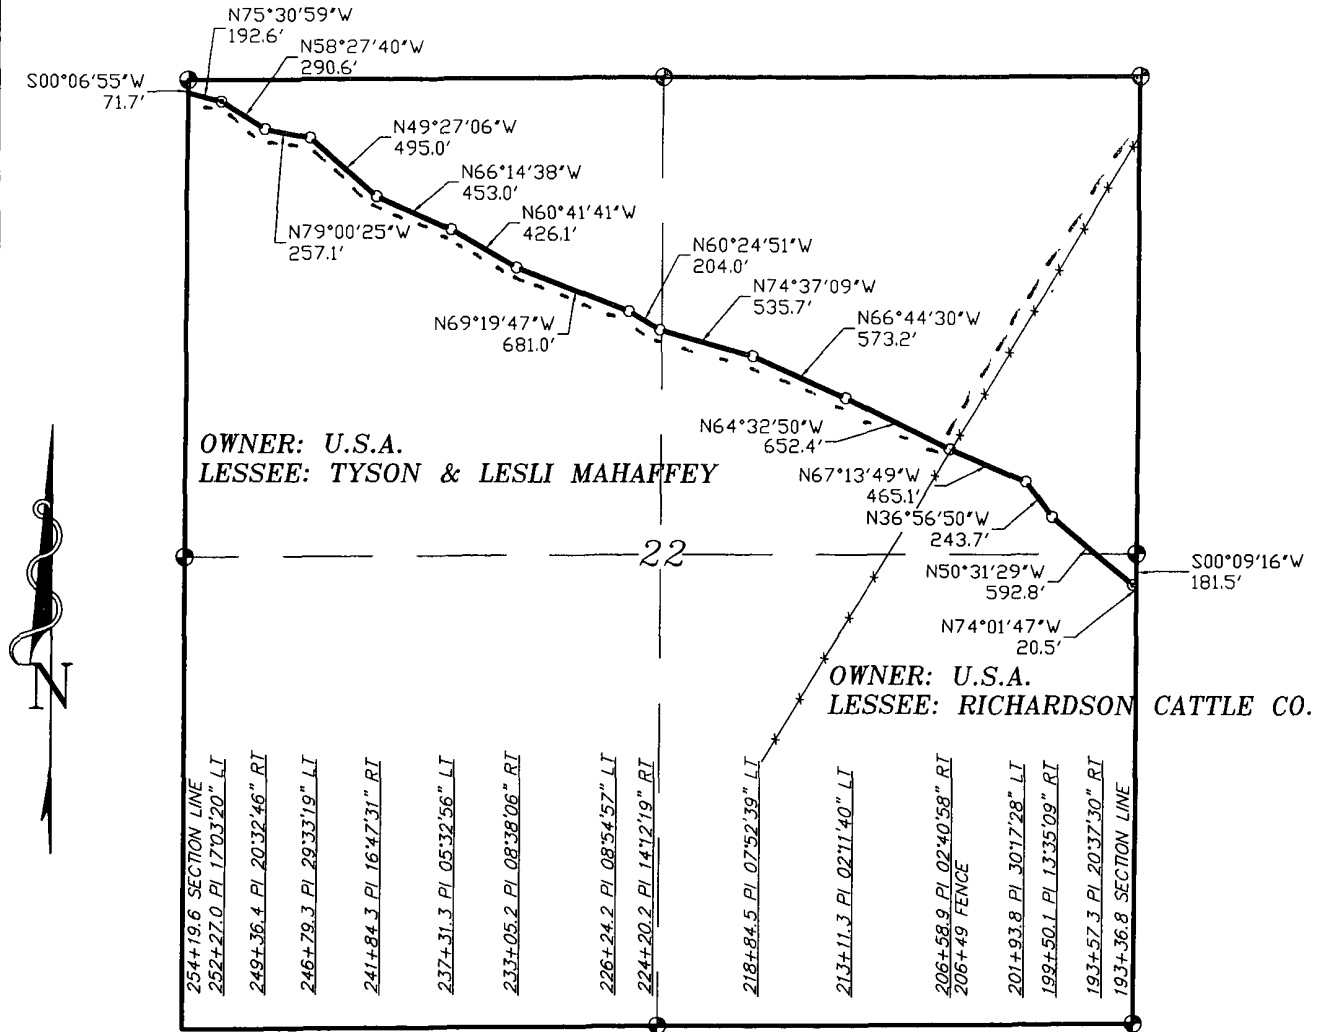 N75°30'59"W
192.6'
N58°27'40"W
290.6'
S00°06'55"W
71.7'
N49°27'06"W
495.0'
N66°14'38"W
453.0'
N79°00'25"W
257.1'
N60°41'41"W
426.1'
N60°24'51"W
204.0'
N74°37'09"W
535.7'
N69°19'47"W
681.0'
N66°44'30"W
573.2'
N64°32'50"W
652.4'
OWNER: U.S.A.
LESSEE: TYSON & LESLI MAHAFFEY
N67°13'49"W
465.1'
N36°56'50"W
243.7'
22
N50°31'29"W
592.8'
S00°09'16"W
181.5'
N74°01'47"W
20.5'
OWNER: U.S.A.
LESSEE: RICHARDSON CATTLE CO.
N
254+19.6 SECTION LINE
252+27.0 PI 17°03'20" LT
249+36.4 PI 20°32'46" RT
246+79.3 PI 29°33'19" LT
241+84.3 PI 16°47'31" RT
237+31.3 PI 05°32'56" LT
233+05.2 PI 08°38'06" RT
226+24.2 PI 08°54'57" LT
224+20.2 PI 14°12'19" RT
218+84.5 PI 07°52'39" LT
213+11.3 PI 02°11'40" LT
206+58.9 PI 02°40'58" RT
206+49 FENCE
201+93.8 PI 30°17'28" LT
199+50.1 PI 13°35'09" RT
193+57.3 PI 20°37'30" RT
193+36.8 SECTION LINE